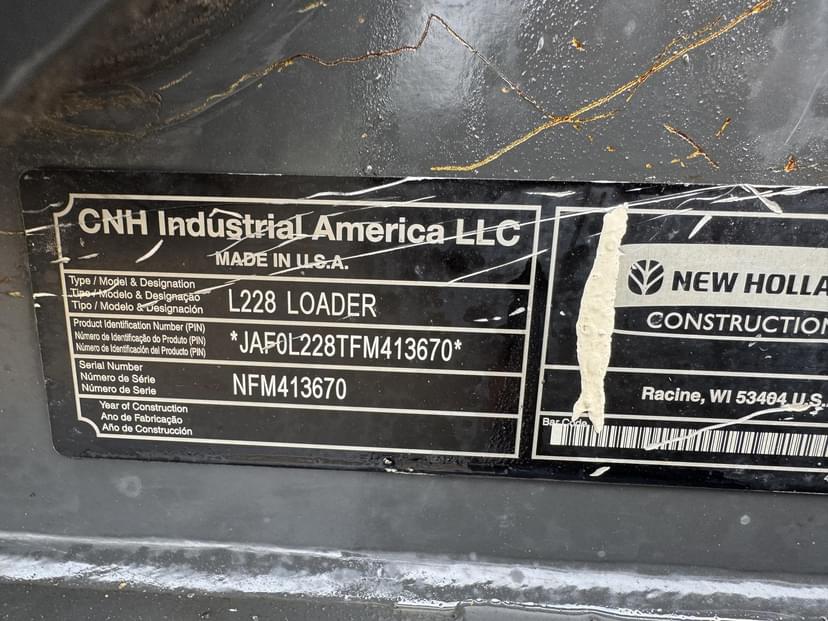 CNH Industrial America LLC
MADE IN U.S.A.
Type / Model & Designation
Tipo / Modelo & Designação
Tipo / Modelo & Designación
L228 LOADER
Product Identification Number (PIN)
Número de Identificação do Produto (PIN)
Número de Identificación del Producto (PIN)
*JAF0L228TFM413670*
Serial Number
Número de Série
Número de Serie
NFM413670
Year of Construction
Ano de Fabricação
Año de Construcción
NEW HOLLA
CONSTRUCTION
Racine, WI 53404 U.S.
Bar Code